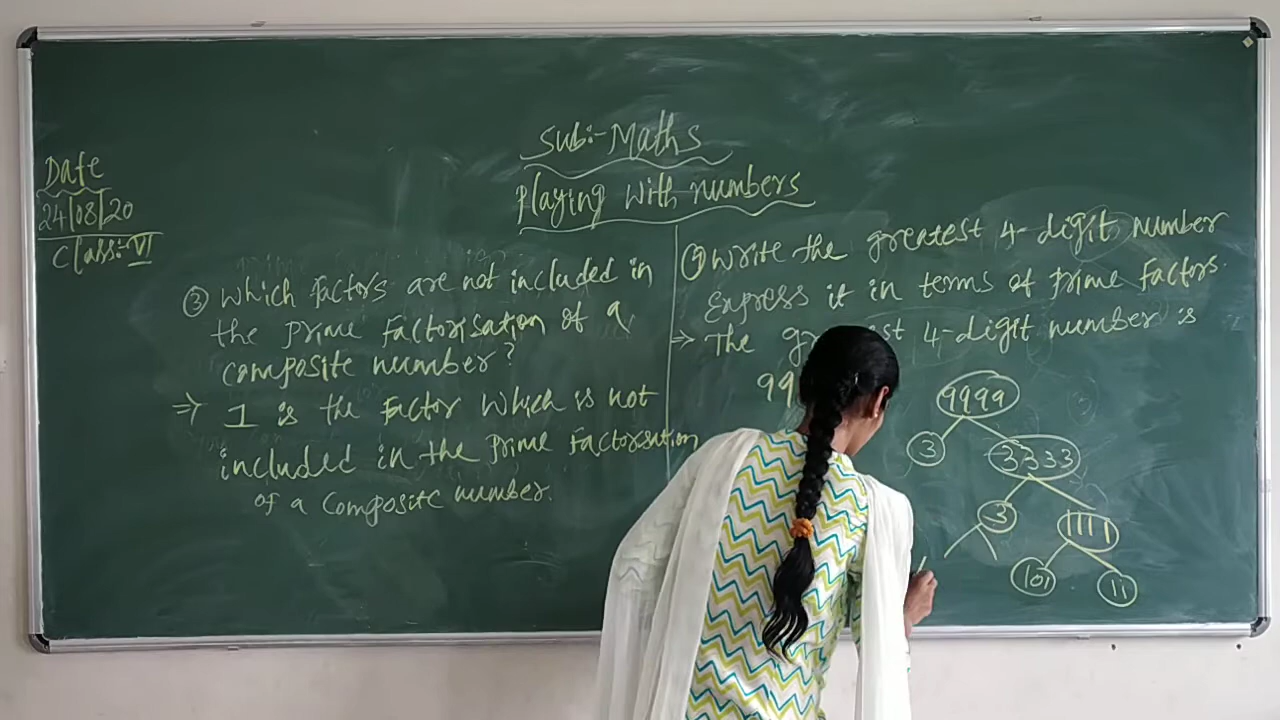 Sub:-Maths
Playing with numbers
Date
24/08/20
Class:-VI
③ Which factors are not included in
the prime factorisation of a
composite number?
⇒ 1 is the factor which is not
included in the prime factorisation
of a composite number.
Write the greatest 4-digit number
Express it in terms of prime factors.
⇒ The 4-digit number is
9999
3 3333
3 1111
101 11